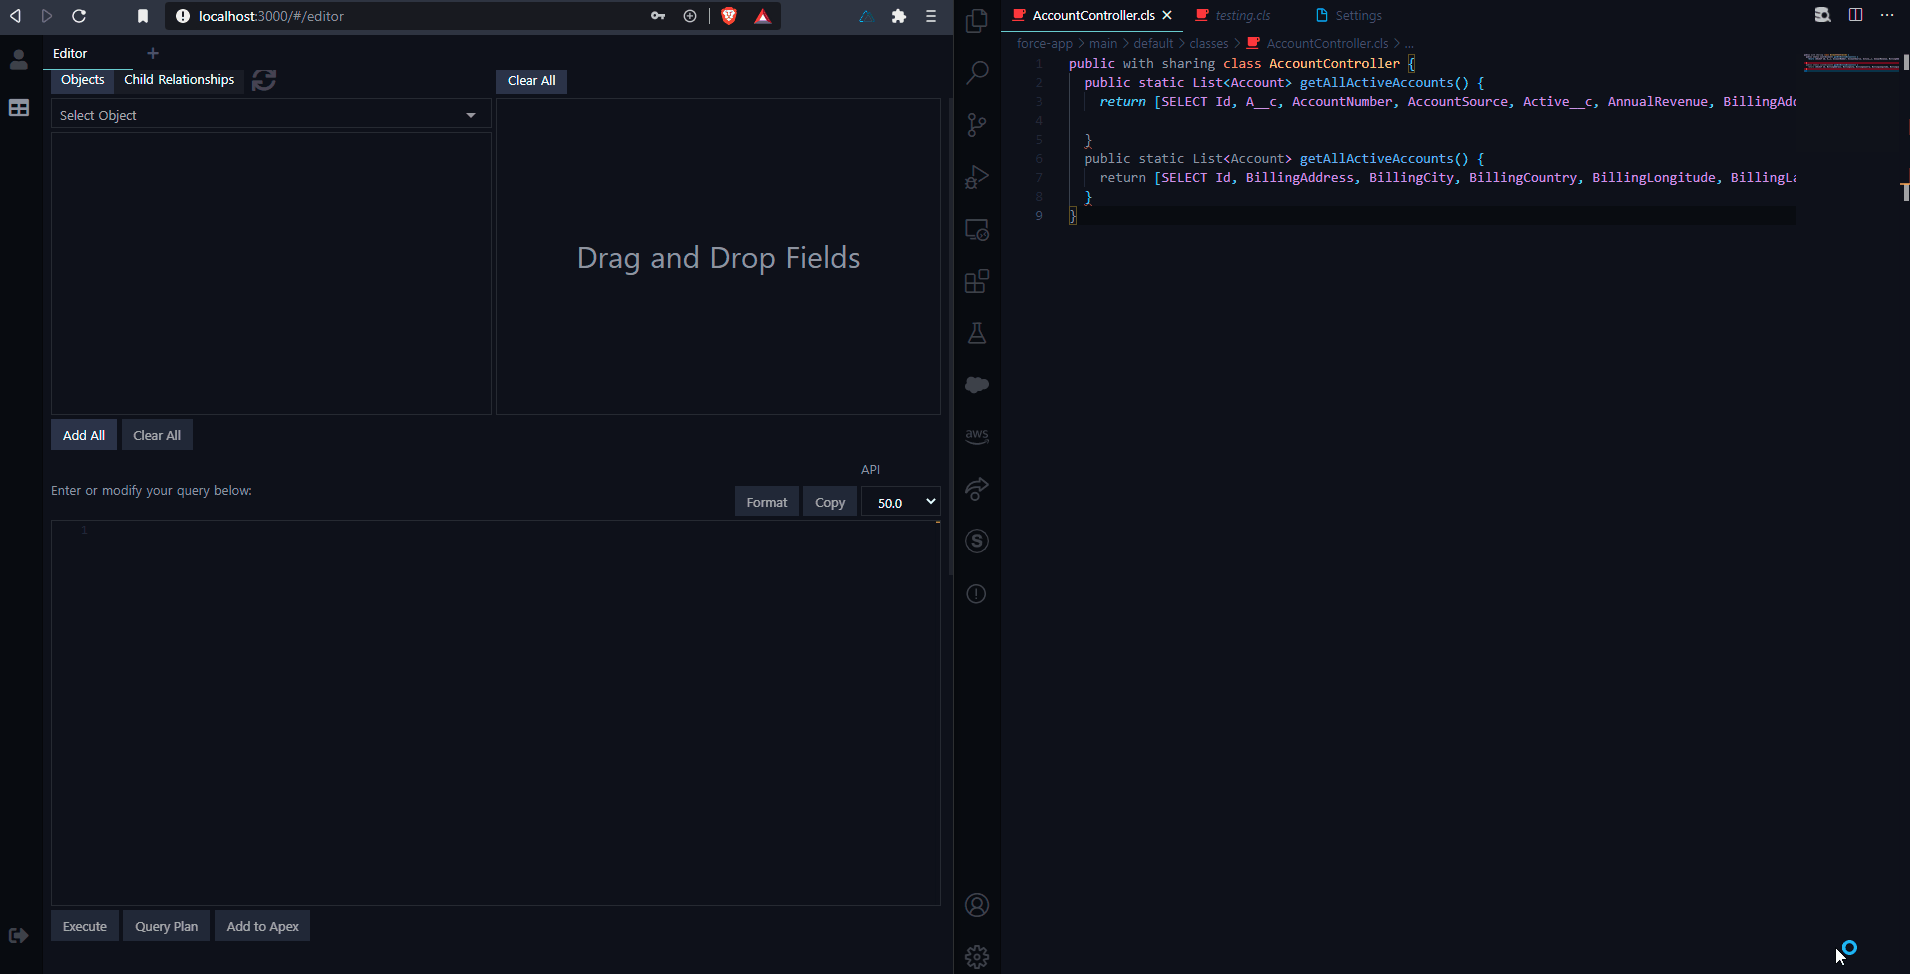 localhost:3000/#/editor
Editor
Objects
Child Relationships
Clear All
Select Object
Drag and Drop Fields
Add All
Clear All
API
Enter or modify your query below:
Format
Copy
50.0
1
Execute
Query Plan
Add to Apex
aws
S
AccountController.cls
testing.cls
Settings
force-app > main > default > classes > AccountController.cls > ...
1 public with sharing class AccountController {
2 public static List<Account> getAllActiveAccounts() {
3 return [SELECT Id, A__c, AccountNumber, AccountSource, Active__c, AnnualRevenue, BillingAdd
4
5 }
6 public static List<Account> getAllActiveAccounts() {
7 return [SELECT Id, BillingAddress, BillingCity, BillingCountry, BillingLongitude, BillingLa
8 }
9 }